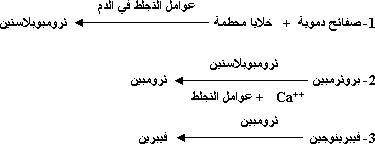 عوامل التجلط في الدم
1- صفائح دموية + خلايا محطمة ثرومبوبلاستين
ثرومبوبلاستين
2- بروثرمبين ثرومبين
Ca++ + عوامل التجلط
ثرومبين
3- فيبرينوجين فيبرين